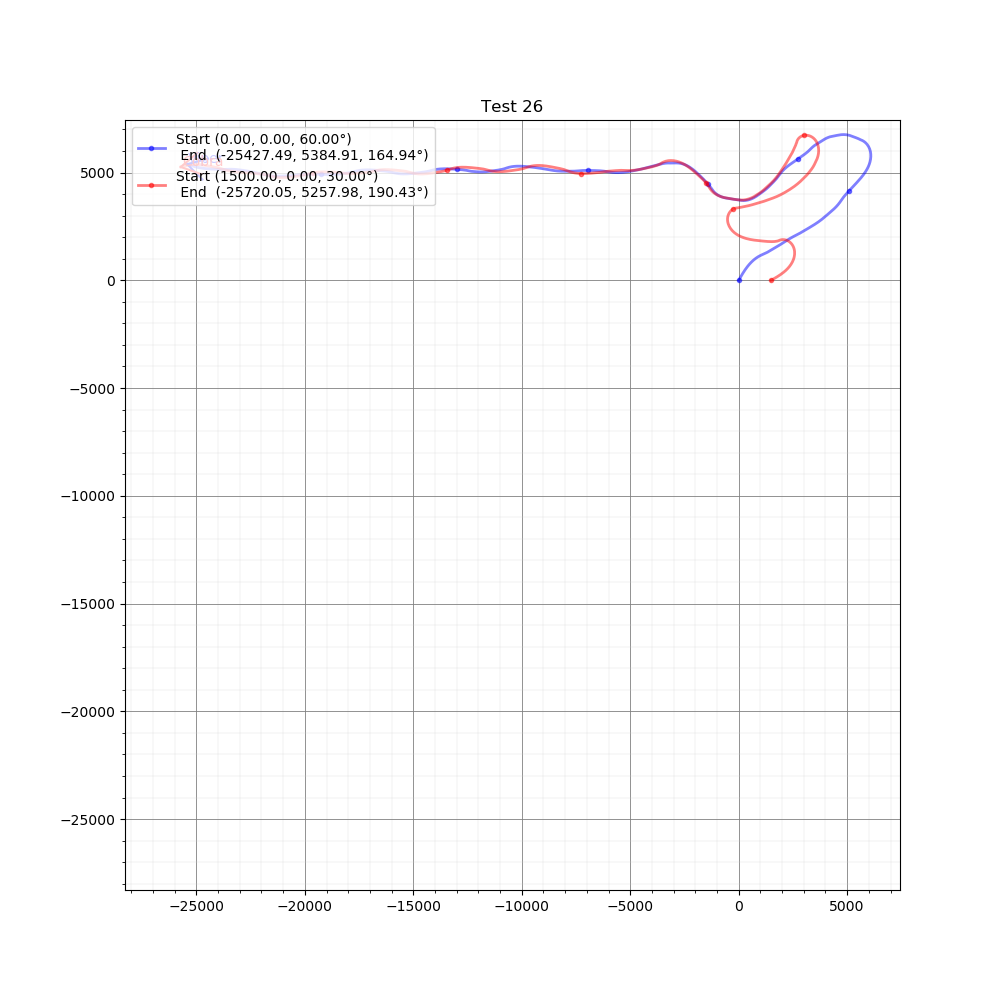 Test 26
Start (0.00, 0.00, 60.00°)
End (-25427.49, 5384.91, 164.94°)
Start (1500.00, 0.00, 30.00°)
End (-25720.05, 5257.98, 190.43°)
5000
0
−5000
−10000
−15000
−20000
−25000
−25000 −20000 −15000 −10000 −5000 0 5000